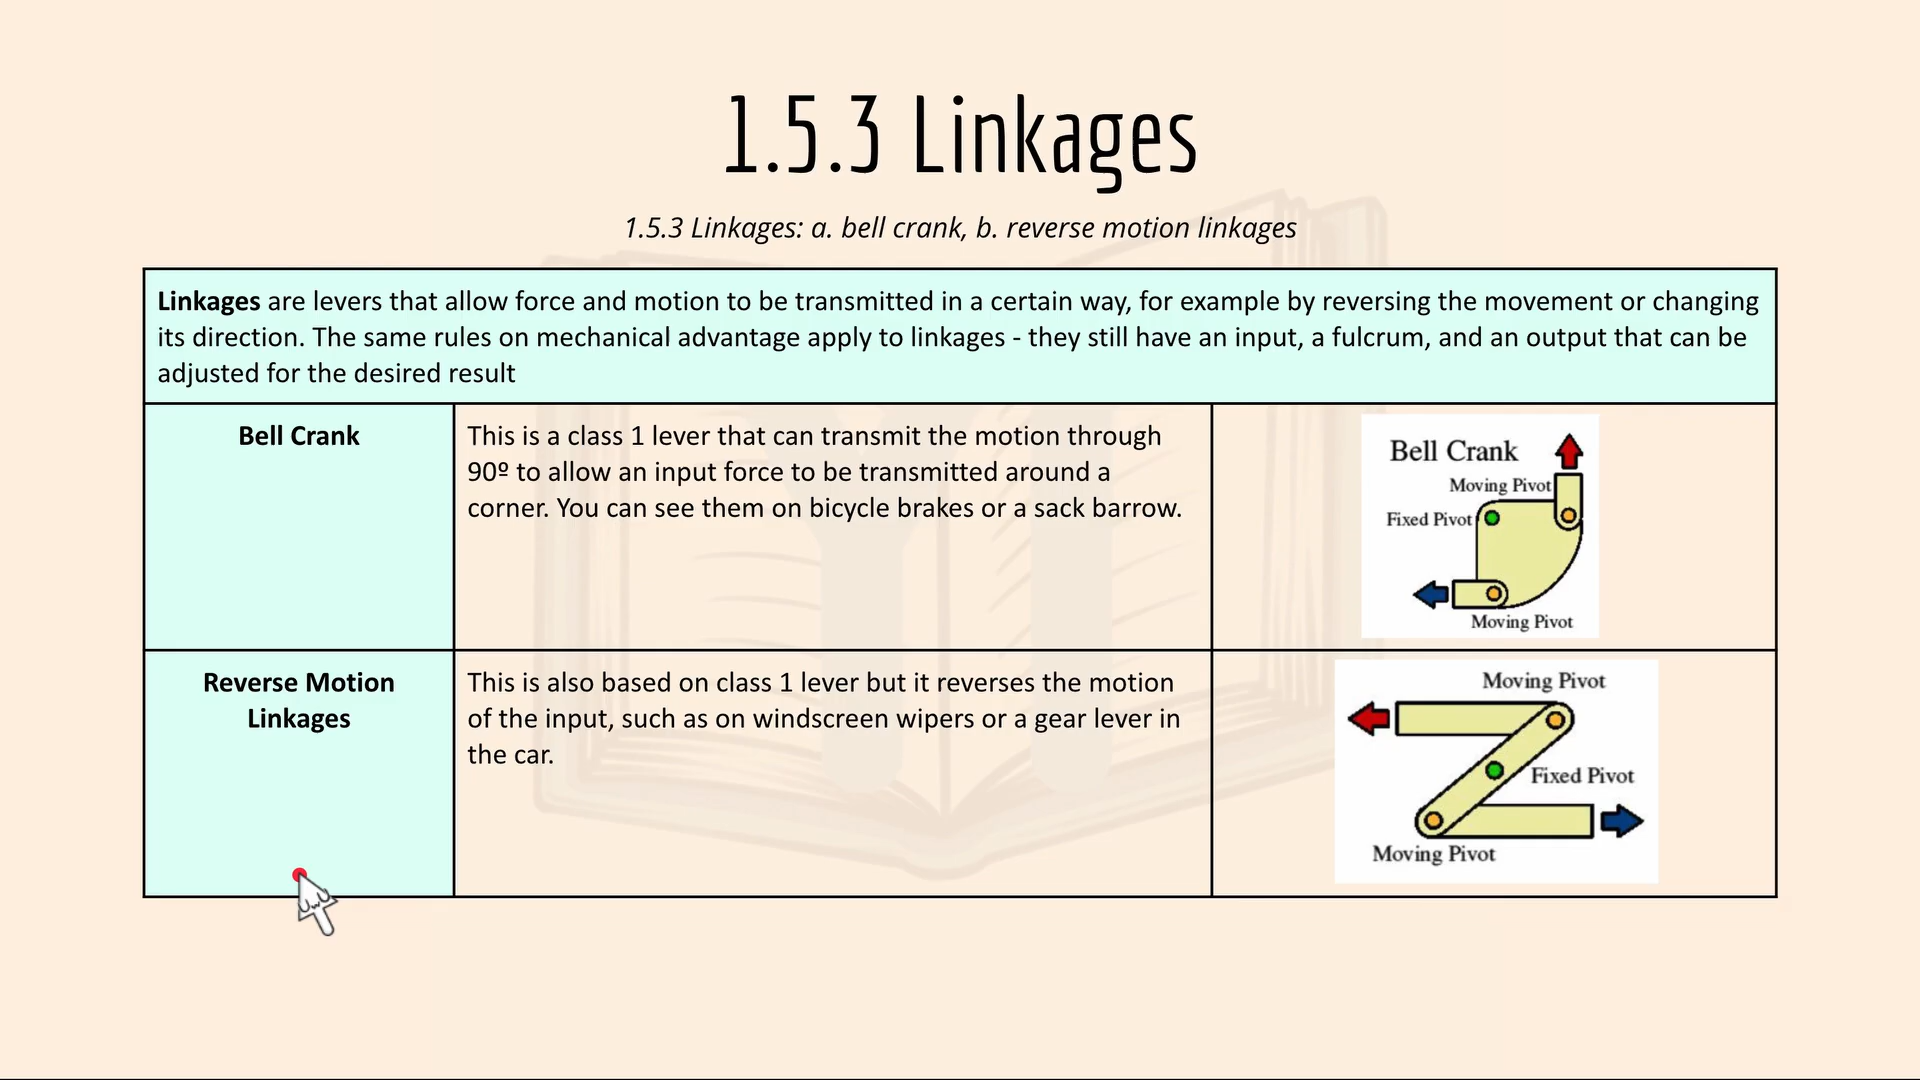 1.5.3 Linkages
1.5.3 Linkages: a. bell crank, b. reverse motion linkages
Linkages are levers that allow force and motion to be transmitted in a certain way, for example by reversing the movement or changing
its direction. The same rules on mechanical advantage apply to linkages - they still have an input, a fulcrum, and an output that can be
adjusted for the desired result
Bell Crank
This is a class 1 lever that can transmit the motion through
90º to allow an input force to be transmitted around a
corner. You can see them on bicycle brakes or a sack barrow.
Bell Crank
Moving Pivot
Fixed Pivot
Moving Pivot
Reverse Motion
Linkages
This is also based on class 1 lever but it reverses the motion
of the input, such as on windscreen wipers or a gear lever in
the car.
Moving Pivot
Fixed Pivot
Moving Pivot